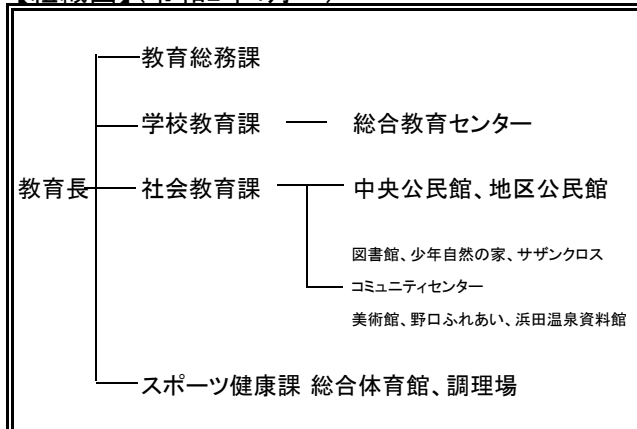 教育総務課
学校教育課 総合教育センター
教育長 社会教育課 中央公民館、地区公民館
図書館、少年自然の家、サザンクロス
コミュニティセンター
美術館、野口ふれあい、浜田温泉資料館
スポーツ健康課 総合体育館、調理場